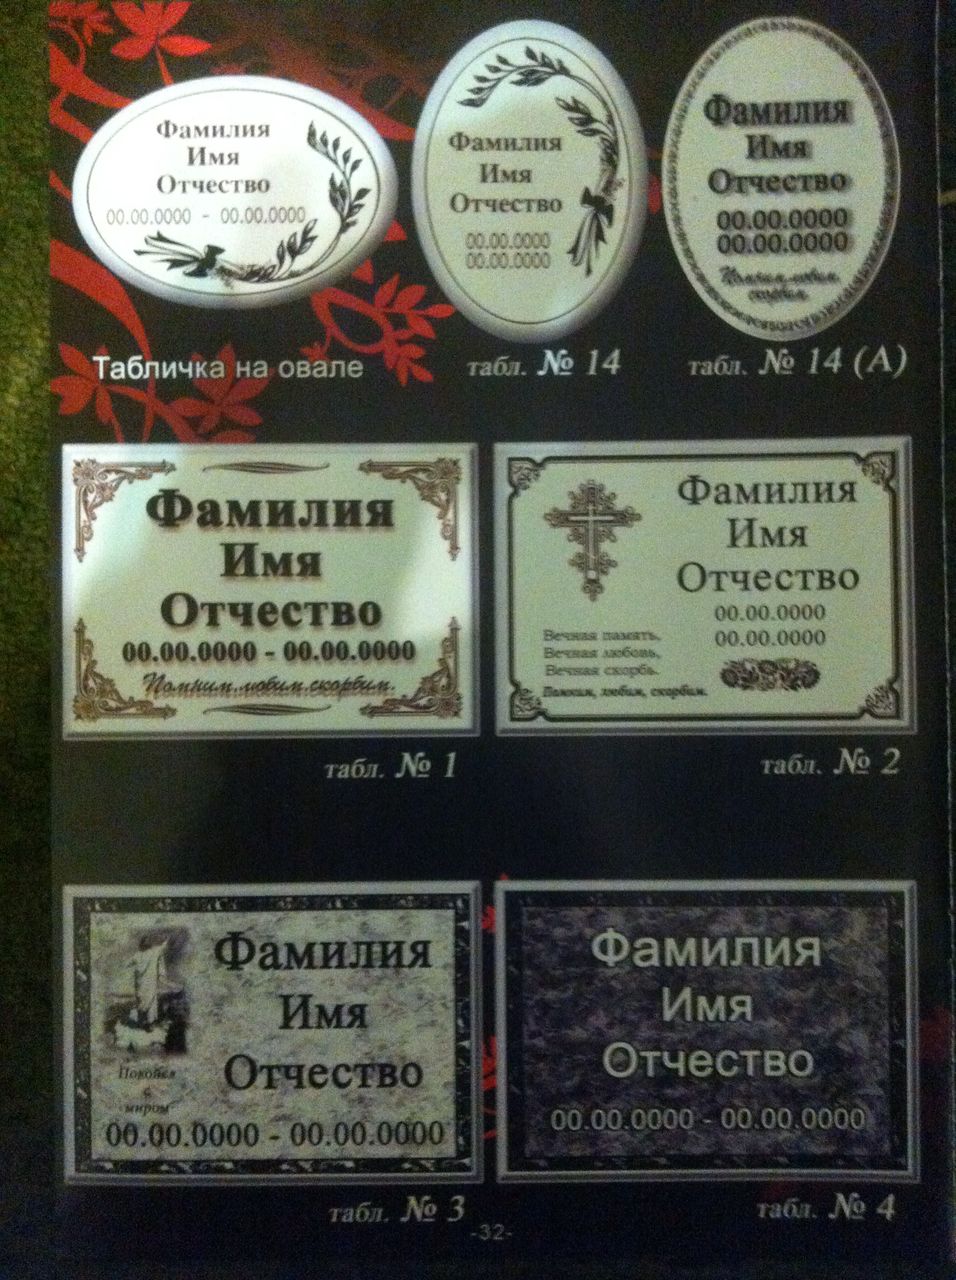 Фамилия
Имя
Отчество
00.00.0000 - 00.00.0000
Табличка на овале
Фамилия
Имя
Отчество
00.00.0000
00.00.0000
табл. № 14
Фамилия
Имя
Отчество
00.00.0000
00.00.0000
Помним, любим,
скорбим
табл. № 14 (А)
Фамилия
Имя
Отчество
00.00.0000 - 00.00.0000
Помним, любим, скорбим.
табл. № 1
Фамилия
Имя
Отчество
00.00.0000
00.00.0000
Вечная память,
Вечная любовь,
Вечная скорбь.
Помним, любим, скорбим.
табл. № 2
Фамилия
Имя
Отчество
Покойся
с
миром
00.00.0000 - 00.00.0000
табл. № 3
Фамилия
Имя
Отчество
00.00.0000 - 00.00.0000
табл. № 4
-32-